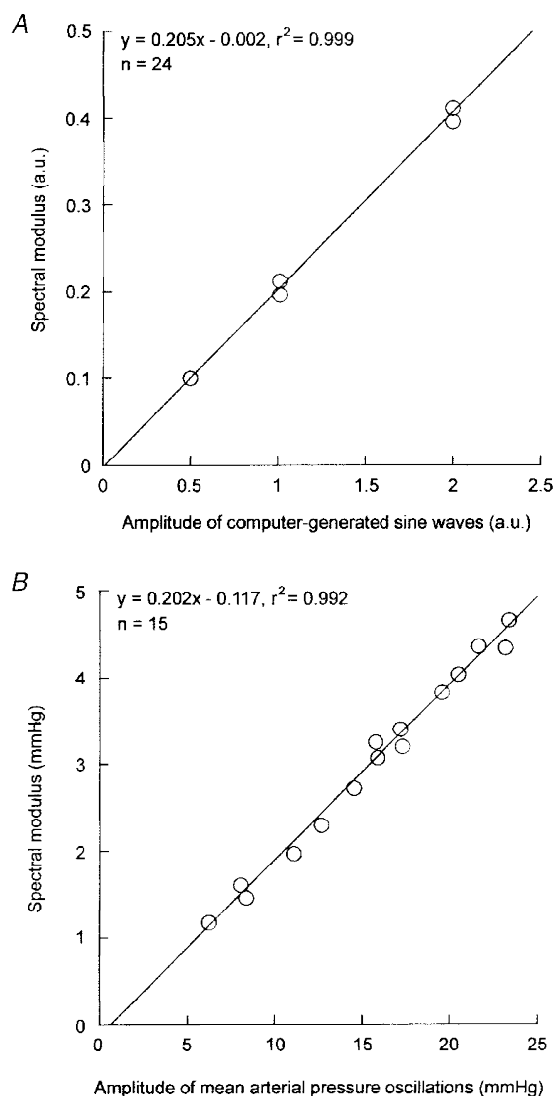 A
y = 0.205x - 0.002, r² = 0.999
n = 24
0.5
0.4
0.3
0.2
0.1
0
Spectral modulus (a.u.)
0.5 1 1.5 2 2.5
Amplitude of computer-generated sine waves (a.u.)
B
y = 0.202x - 0.117, r² = 0.992
n = 15
5
4
3
2
1
0
Spectral modulus (mmHg)
0 5 10 15 20 25
Amplitude of mean arterial pressure oscillations (mmHg)